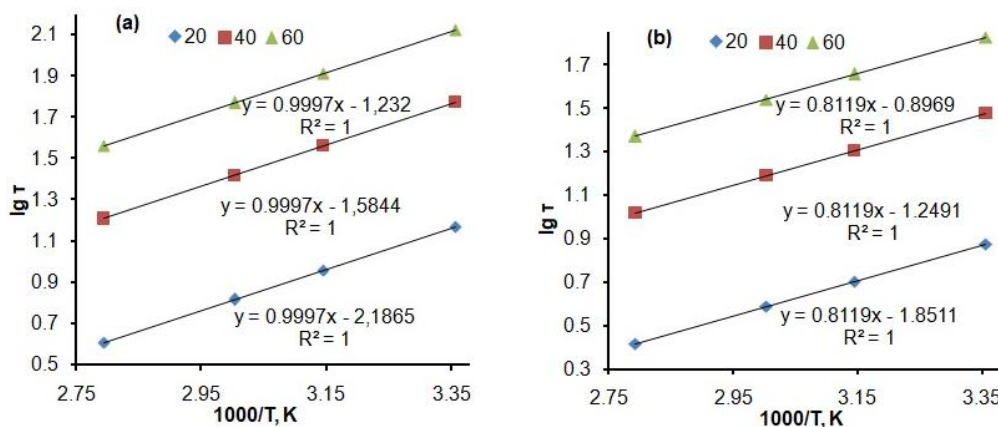 (a)
20 40 60
2.1
1.9
1.7
1.5
1.3
1.1
0.9
0.7
0.5
lg τ
y = 0.9997x - 1,232
R² = 1
y = 0.9997x - 1,5844
R² = 1
y = 0.9997x - 2,1865
R² = 1
2.75 2.95 3.15 3.35
1000/T, K
(b)
20 40 60
1.7
1.5
1.3
1.1
0.9
0.7
0.5
0.3
lg τ
y = 0.8119x - 0.8969
R² = 1
y = 0.8119x - 1.2491
R² = 1
y = 0.8119x - 1.8511
R² = 1
2.75 2.95 3.15 3.35
1000/T, K